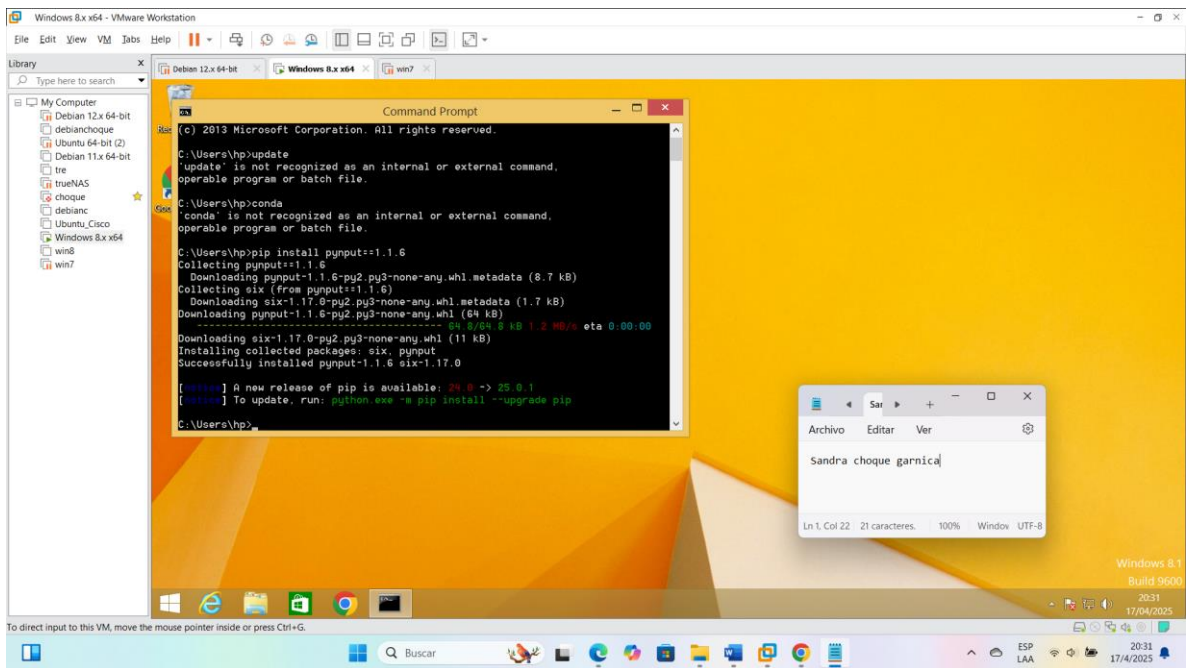 Windows 8.x x64 - VMware Workstation
File Edit View VM Tabs Help
Library
Type here to search
My Computer
Debian 12.x 64-bit
debianchoque
Ubuntu 64-bit (2)
Debian 11.x 64-bit
tre
trueNAS
choque
debianc
Ubuntu_Cisco
Windows 8.x x64
win8
win7
Debian 12.x 64-bit
Windows 8.x x64
win7
Command Prompt
(c) 2013 Microsoft Corporation. All rights reserved.
C:\Users\hp>update
'update' is not recognized as an internal or external command,
operable program or batch file.
C:\Users\hp>conda
'conda' is not recognized as an internal or external command,
operable program or batch file.
C:\Users\hp>pip install pynput==1.1.6
Collecting pynput==1.1.6
Downloading pynput-1.1.6-py2.py3-none-any.whl.metadata (8.7 kB)
Collecting six (from pynput==1.1.6)
Downloading six-1.17.0-py2.py3-none-any.whl.metadata (1.7 kB)
Downloading pynput-1.1.6-py2.py3-none-any.whl (64 kB)
---------------------------------------- 64.8/64.8 kB 1.2 MB/s eta 0:00:00
Downloading six-1.17.0-py2.py3-none-any.whl (11 kB)
Installing collected packages: six, pynput
Successfully installed pynput-1.1.6 six-1.17.0
[notice] A new release of pip is available: 24.0 -> 25.0.1
[notice] To update, run: python.exe -m pip install --upgrade pip
C:\Users\hp>_
San
Archivo Editar Ver
Sandra choque garnica
Ln 1, Col 22 21 caracteres. 100% Window UTF-8
Windows 8.1
Build 9600
20:31
17/04/2025
To direct input to this VM, move the mouse pointer inside or press Ctrl+G.
Buscar
ESP
LAA
20:31
17/4/2025